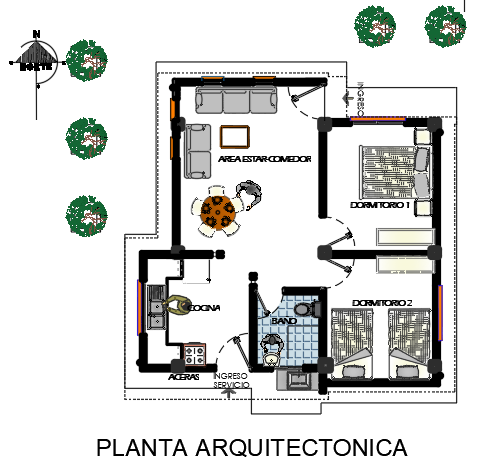 N
NORTE
INGRESO
AREA ESTAR-COMEDOR
DORMITORIO 1
DORMITORIO 2
COCINA
BAÑO
ACERAS
INGRESO
SERVICIO
PLANTA ARQUITECTONICA